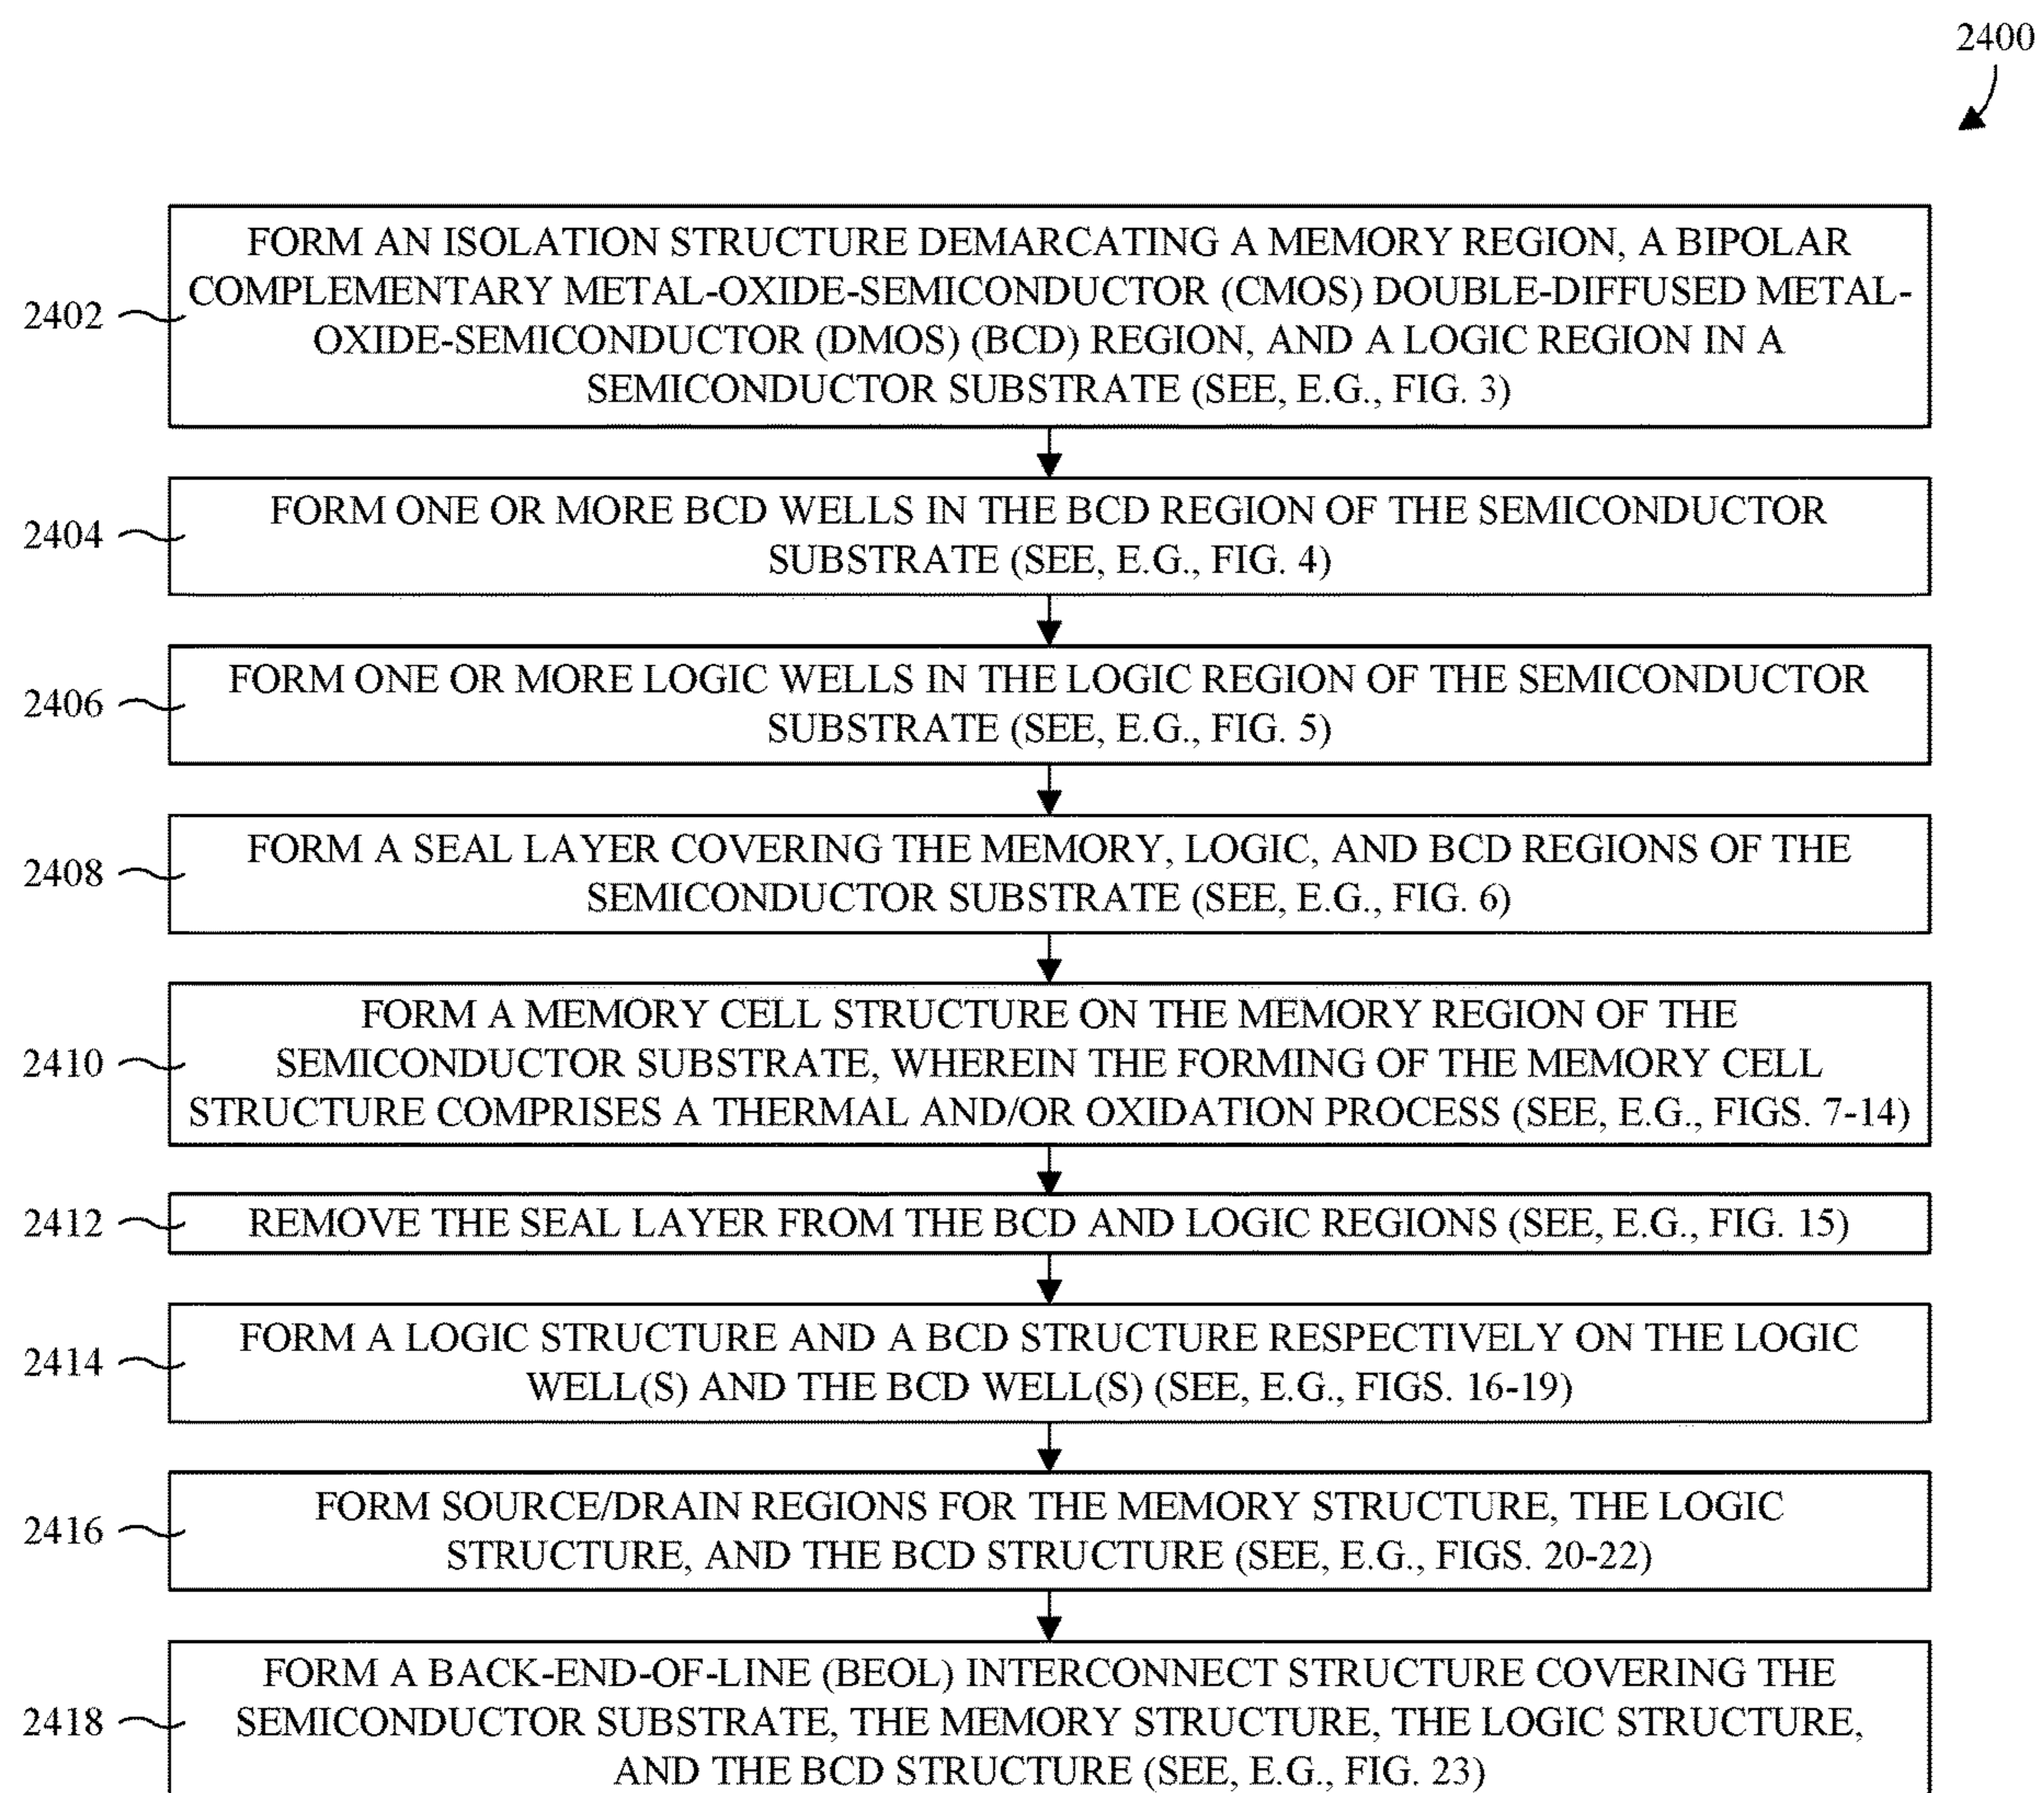 2400
2402
FORM AN ISOLATION STRUCTURE DEMARCATING A MEMORY REGION, A BIPOLAR
COMPLEMENTARY METAL-OXIDE-SEMICONDUCTOR (CMOS) DOUBLE-DIFFUSED METAL-
OXIDE-SEMICONDUCTOR (DMOS) (BCD) REGION, AND A LOGIC REGION IN A
SEMICONDUCTOR SUBSTRATE (SEE, E.G., FIG. 3)
2404
FORM ONE OR MORE BCD WELLS IN THE BCD REGION OF THE SEMICONDUCTOR
SUBSTRATE (SEE, E.G., FIG. 4)
2406
FORM ONE OR MORE LOGIC WELLS IN THE LOGIC REGION OF THE SEMICONDUCTOR
SUBSTRATE (SEE, E.G., FIG. 5)
2408
FORM A SEAL LAYER COVERING THE MEMORY, LOGIC, AND BCD REGIONS OF THE
SEMICONDUCTOR SUBSTRATE (SEE, E.G., FIG. 6)
2410
FORM A MEMORY CELL STRUCTURE ON THE MEMORY REGION OF THE
SEMICONDUCTOR SUBSTRATE, WHEREIN THE FORMING OF THE MEMORY CELL
STRUCTURE COMPRISES A THERMAL AND/OR OXIDATION PROCESS (SEE, E.G., FIGS. 7-14)
2412
REMOVE THE SEAL LAYER FROM THE BCD AND LOGIC REGIONS (SEE, E.G., FIG. 15)
2414
FORM A LOGIC STRUCTURE AND A BCD STRUCTURE RESPECTIVELY ON THE LOGIC
WELL(S) AND THE BCD WELL(S) (SEE, E.G., FIGS. 16-19)
2416
FORM SOURCE/DRAIN REGIONS FOR THE MEMORY STRUCTURE, THE LOGIC
STRUCTURE, AND THE BCD STRUCTURE (SEE, E.G., FIGS. 20-22)
2418
FORM A BACK-END-OF-LINE (BEOL) INTERCONNECT STRUCTURE COVERING THE
SEMICONDUCTOR SUBSTRATE, THE MEMORY STRUCTURE, THE LOGIC STRUCTURE,
AND THE BCD STRUCTURE (SEE, E.G., FIG. 23)